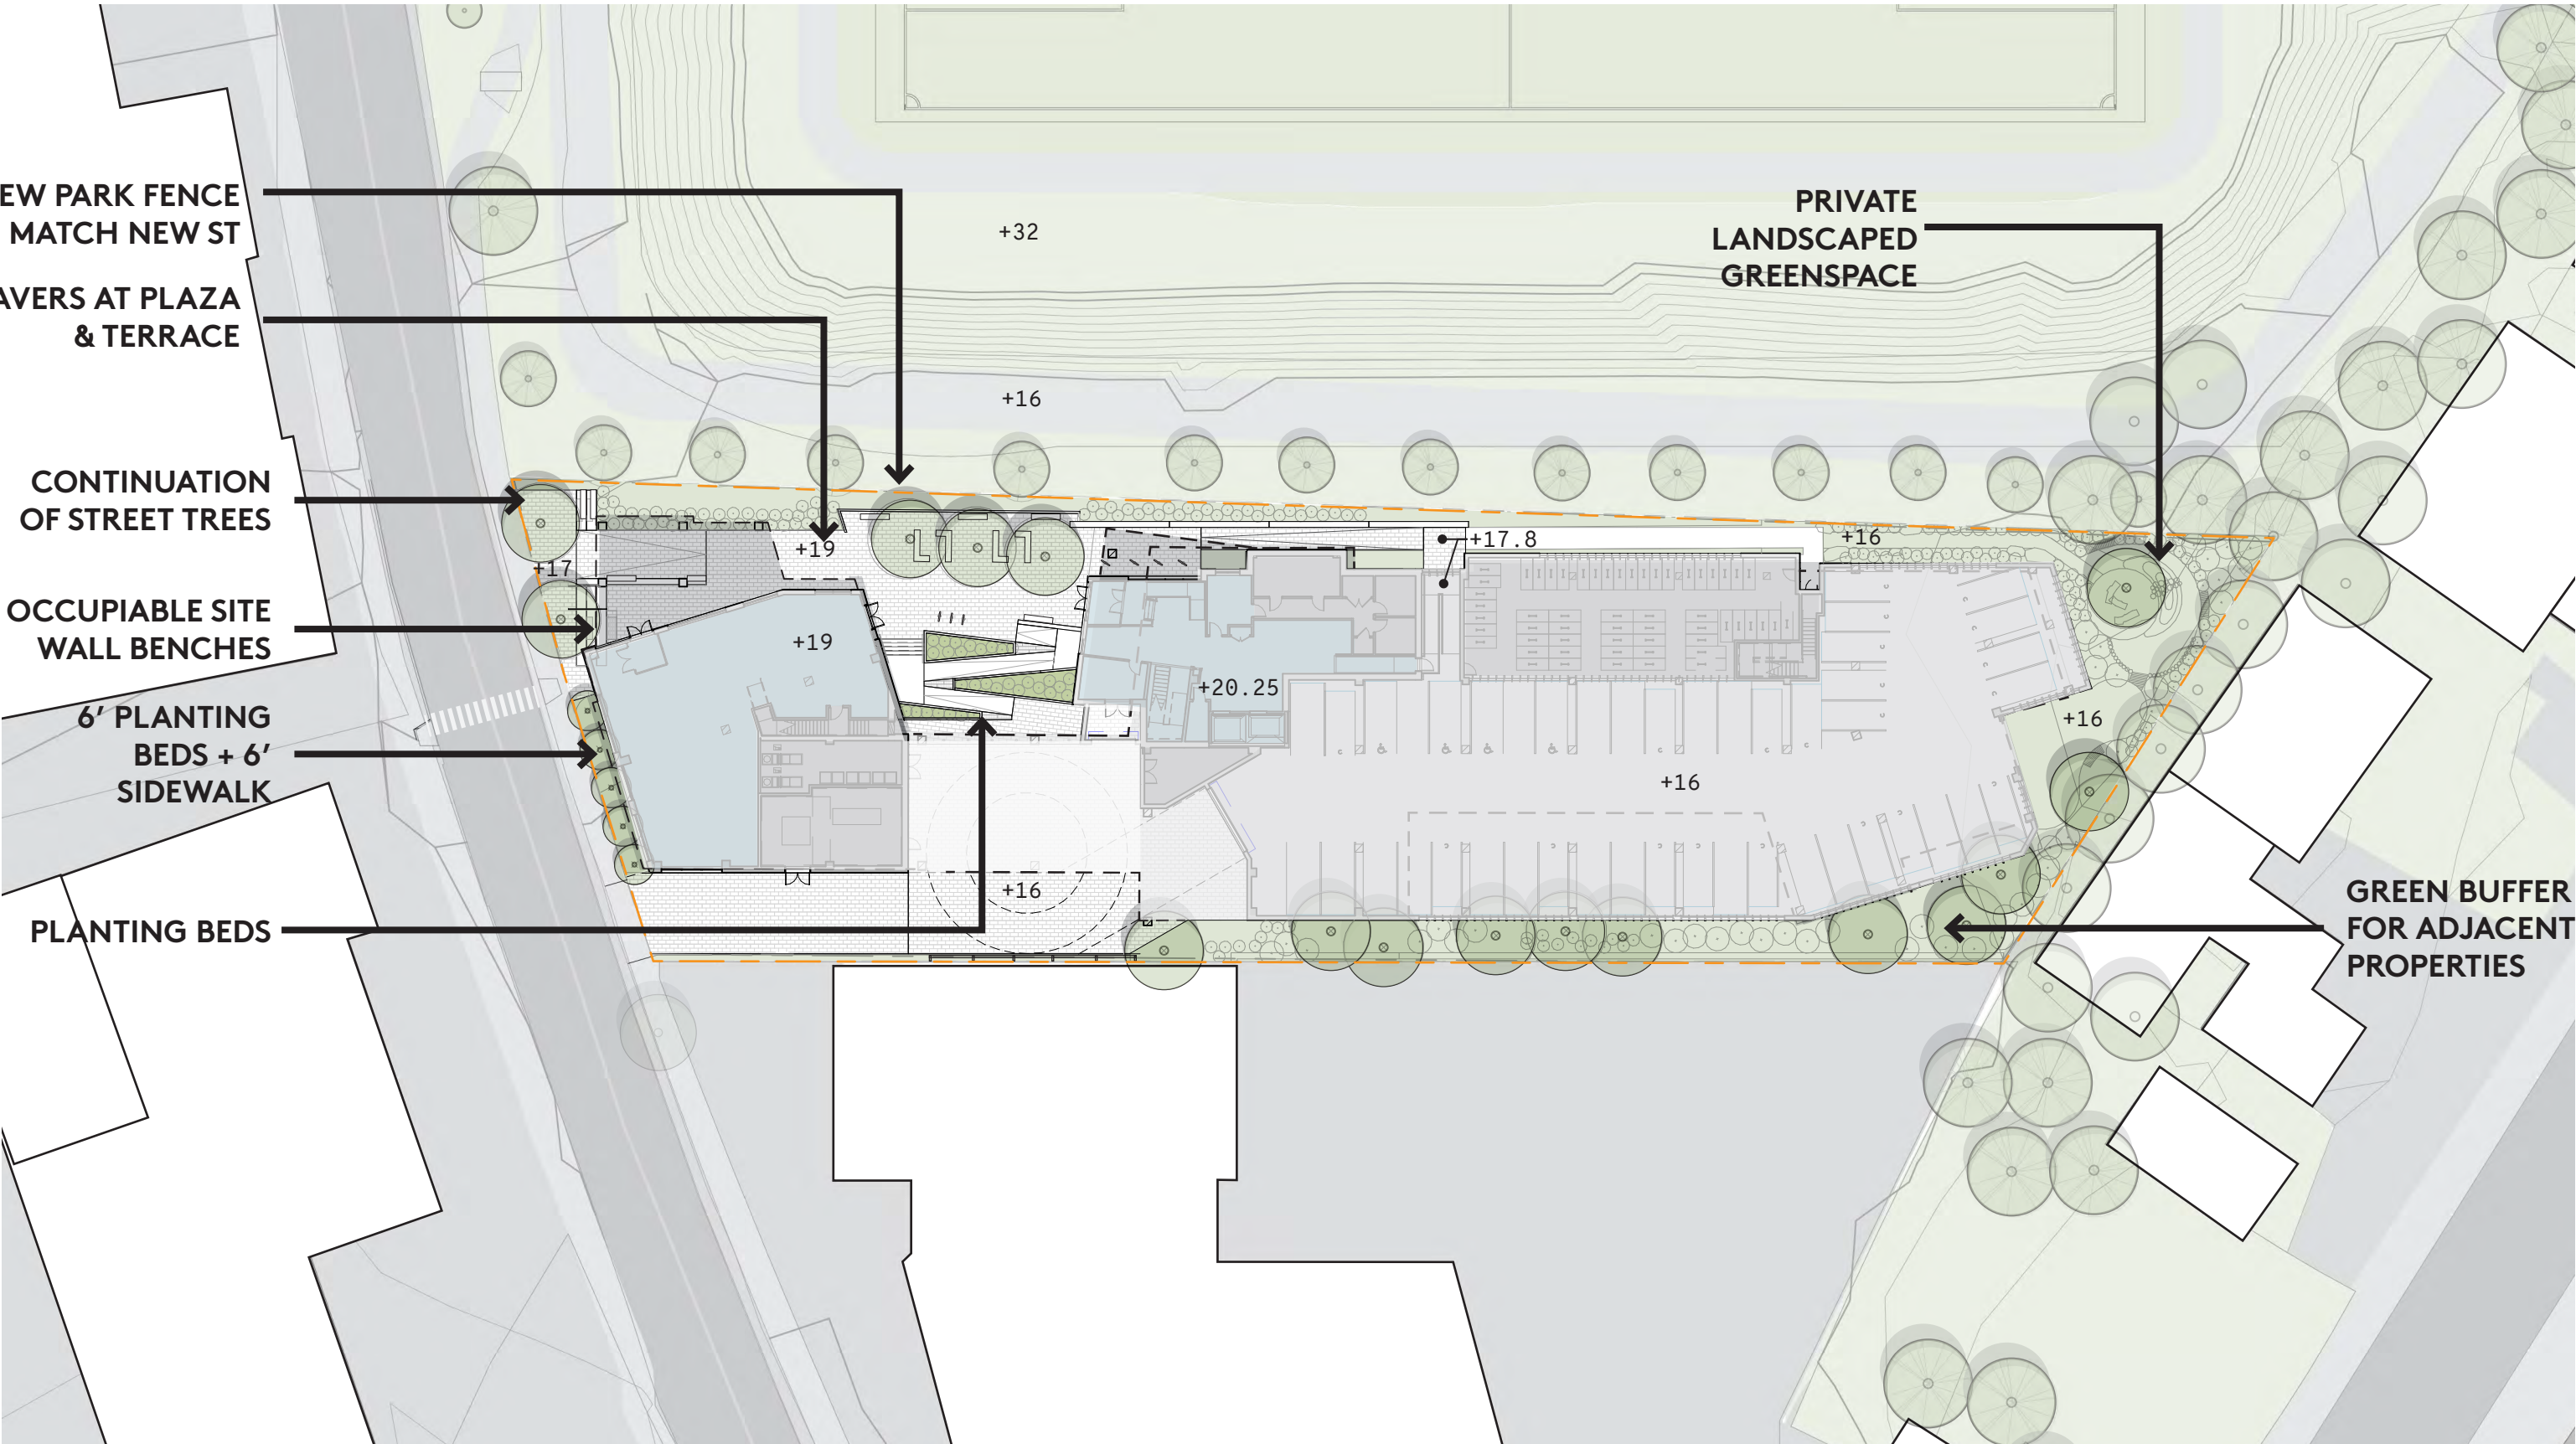 EW PARK FENCE
MATCH NEW ST
AVERS AT PLAZA
& TERRACE
CONTINUATION
OF STREET TREES
OCCUPIABLE SITE
WALL BENCHES
6’ PLANTING
BEDS + 6’
SIDEWALK
PLANTING BEDS
PRIVATE
LANDSCAPED
GREENSPACE
GREEN BUFFER
FOR ADJACENT
PROPERTIES
+32
+16
+19
+17
+17.8
+16
+19
+20.25
+16
+16
+16